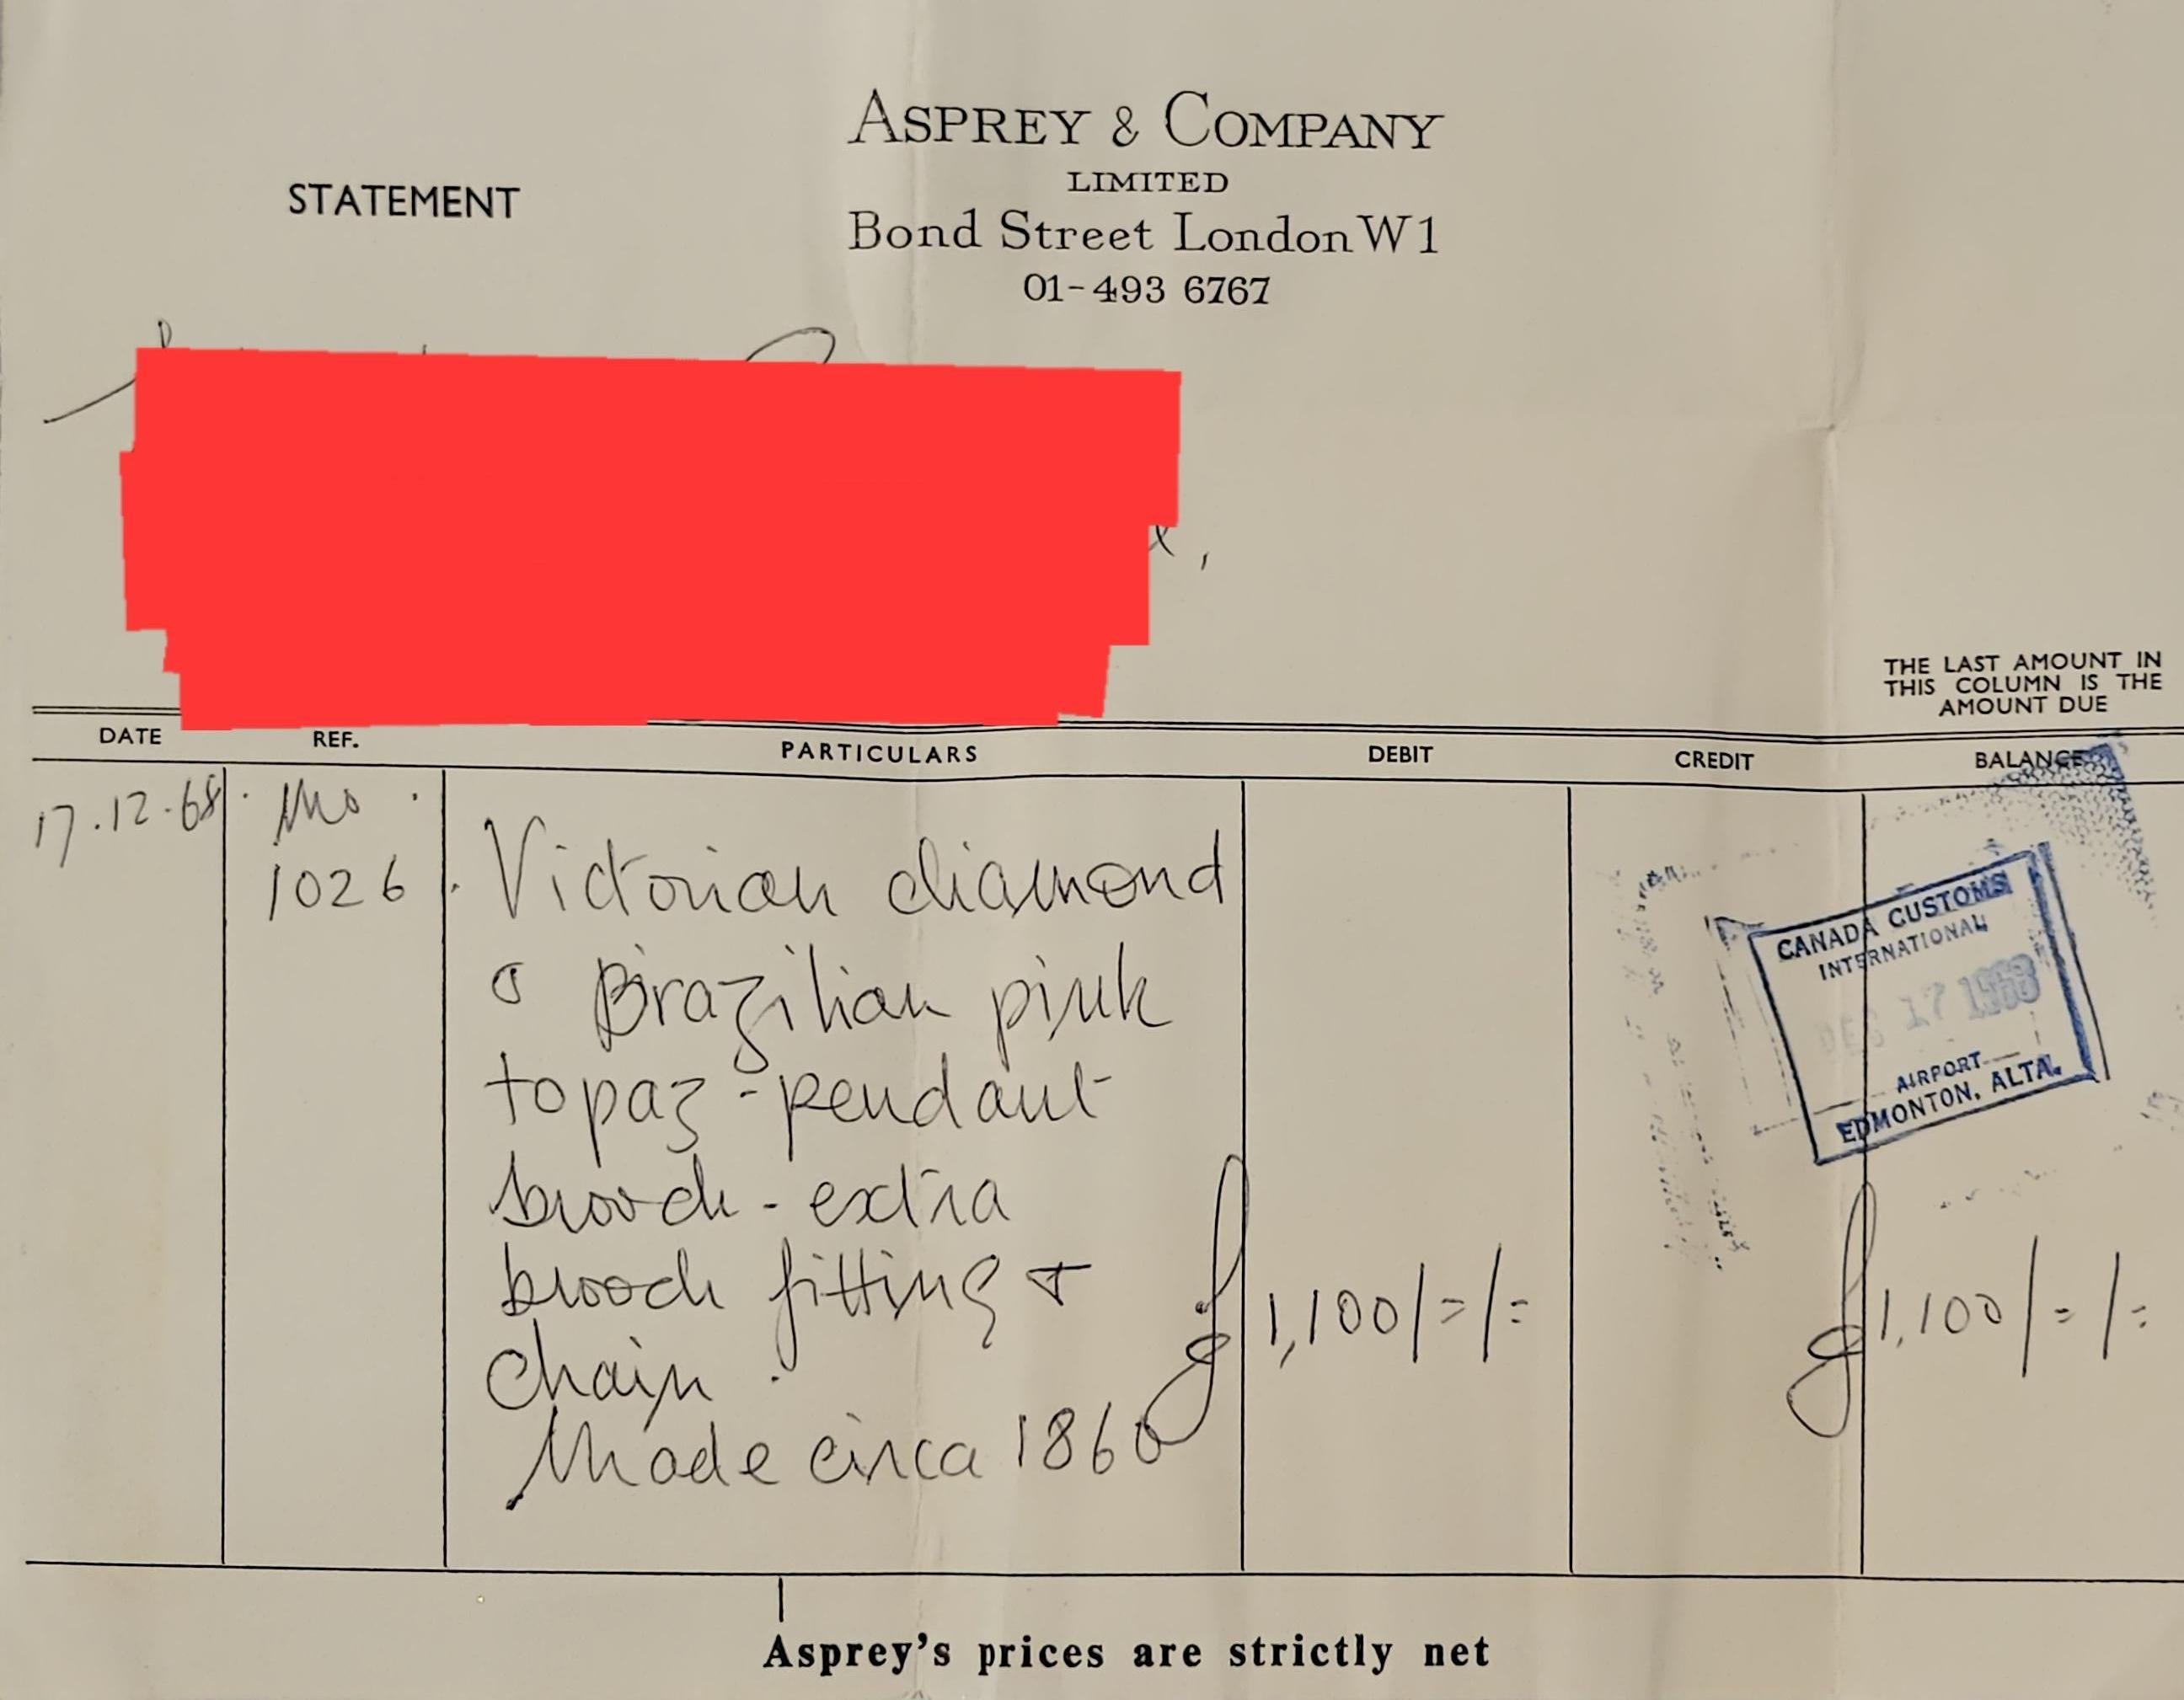 ASPREY & COMPANY
LIMITED
STATEMENT
Bond Street London W1
01-493 6767
THE LAST AMOUNT IN
THIS COLUMN IS THE
AMOUNT DUE
DATE REF. PARTICULARS DEBIT CREDIT BALANCE
17.12.68
1026. Victorian diamond
& Brazilian pink
topaz - pendant
brooch - extra
brooch fitting +
chain.
£1,100/=/= £1,100/=/=
Made circa 1860
CANADA CUSTOMS
INTERNATIONAL
DEC 17 1968
AIRPORT
EDMONTON, ALTA.
Asprey's prices are strictly net